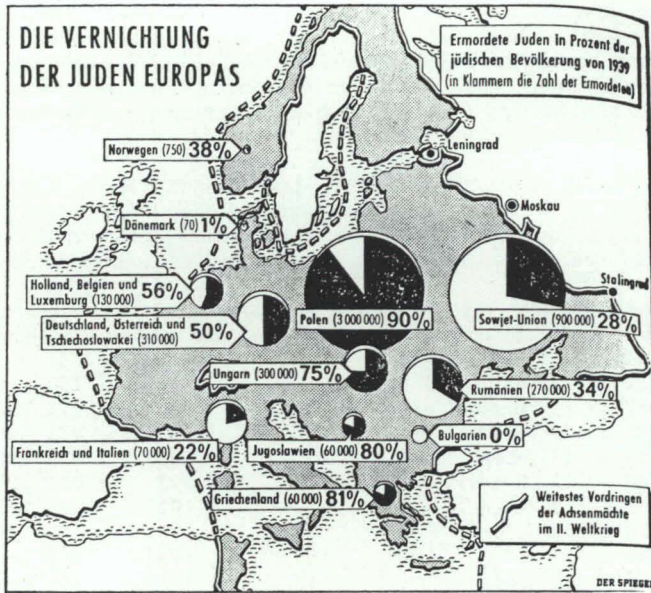 DIE VERNICHTUNG
DER JUDEN EUROPAS
Ermordete Juden in Prozent der
jüdischen Bevölkerung von 1939
(in Klammern die Zahl der Ermordeten)
Leningrad
Norwegen (750) 38%
Moskau
Dänemark (70) 1%
Holland, Belgien und
Luxemburg (130 000) 56%
Stalingrad
Deutschland, Österreich und
Tschechoslowakei (310 000) 50%
Polen (3 000 000) 90%
Sowjet-Union (900 000) 28%
Ungarn (300 000) 75%
Rumänien (270 000) 34%
Frankreich und Italien (70 000) 22%
Jugoslawien (60 000) 80%
Bulgarien 0%
Griechenland (60 000) 81%
Weitestes Vordringen
der Achsenmächte
im II. Weltkrieg
DER SPIEGEL